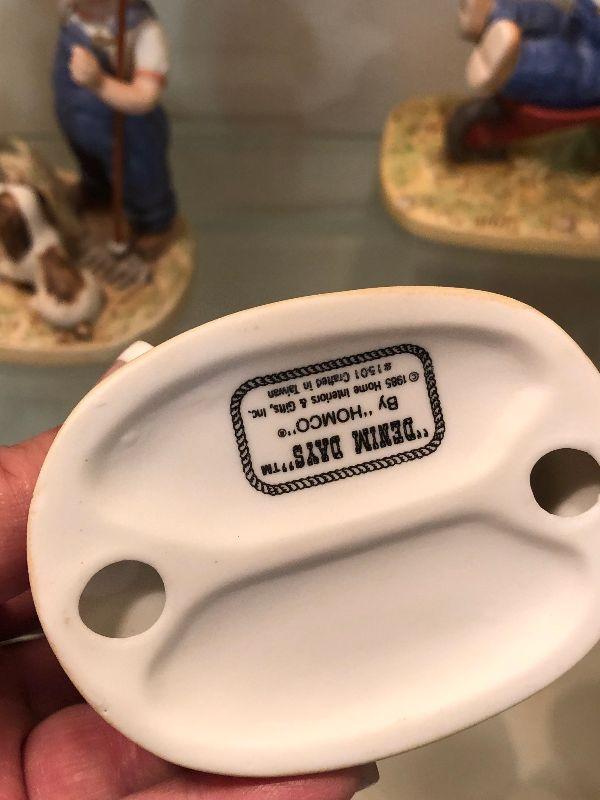 "DENIM DAYS"™
By "HOMCO"®
©1985 Home Interiors & Gifts, Inc.
#1501 Crafted in Taiwan